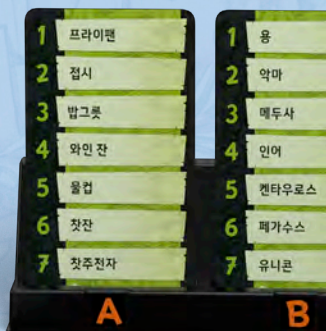 1 프라이팬
2 접시
3 밥그릇
4 와인 잔
5 물컵
6 찻잔
7 찻주전자
A
1 용
2 악마
3 메두사
4 인어
5 켄타우로스
6 페가수스
7 유니콘
B